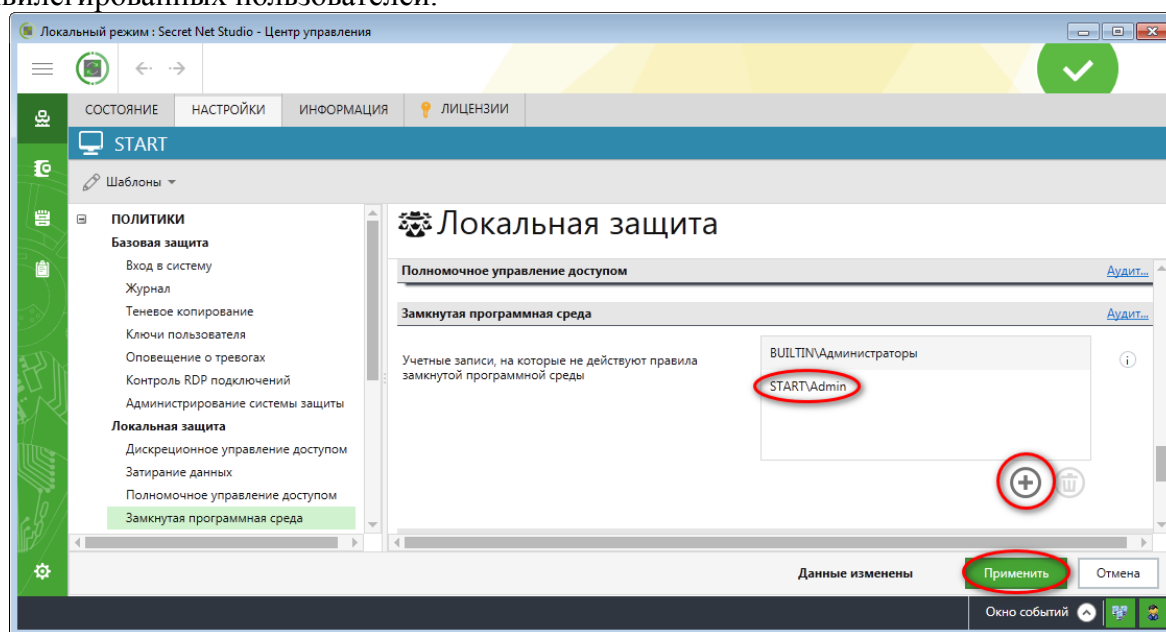 вилегированных пользователей.
Локальный режим : Secret Net Studio - Центр управления
СОСТОЯНИЕ НАСТРОЙКИ ИНФОРМАЦИЯ ЛИЦЕНЗИИ
START
Шаблоны
ПОЛИТИКИ
Базовая защита
Вход в систему
Журнал
Теневое копирование
Ключи пользователя
Оповещение о тревогах
Контроль RDP подключений
Администрирование системы защиты
Локальная защита
Дискреционное управление доступом
Затирание данных
Полномочное управление доступом
Замкнутая программная среда
Локальная защита
Полномочное управление доступом Аудит...
Замкнутая программная среда Аудит...
Учетные записи, на которые не действуют правила
замкнутой программной среды
BUILTIN\Администраторы
START\Admin
Данные изменены Применить Отмена
Окно событий